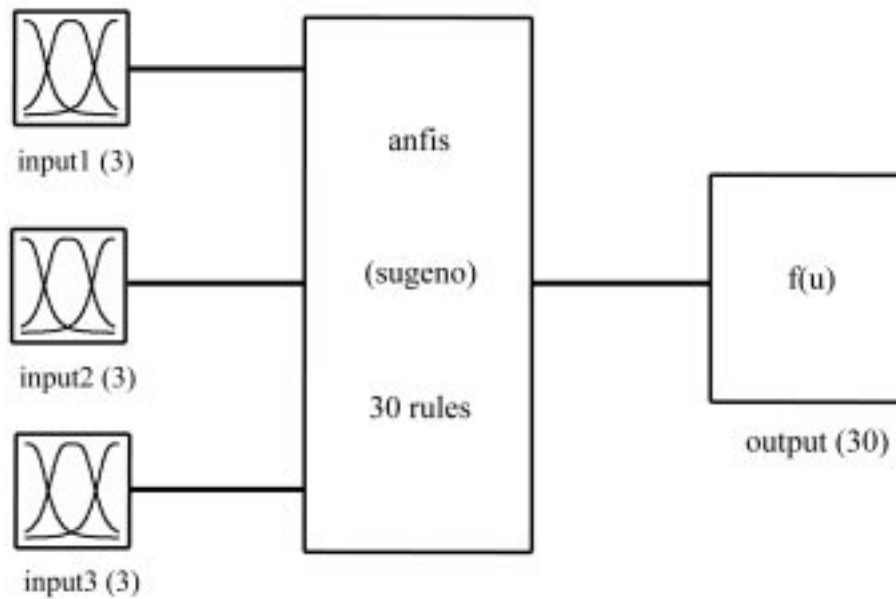 input1 (3)
input2 (3)
input3 (3)
anfis
(sugeno)
30 rules
f(u)
output (30)